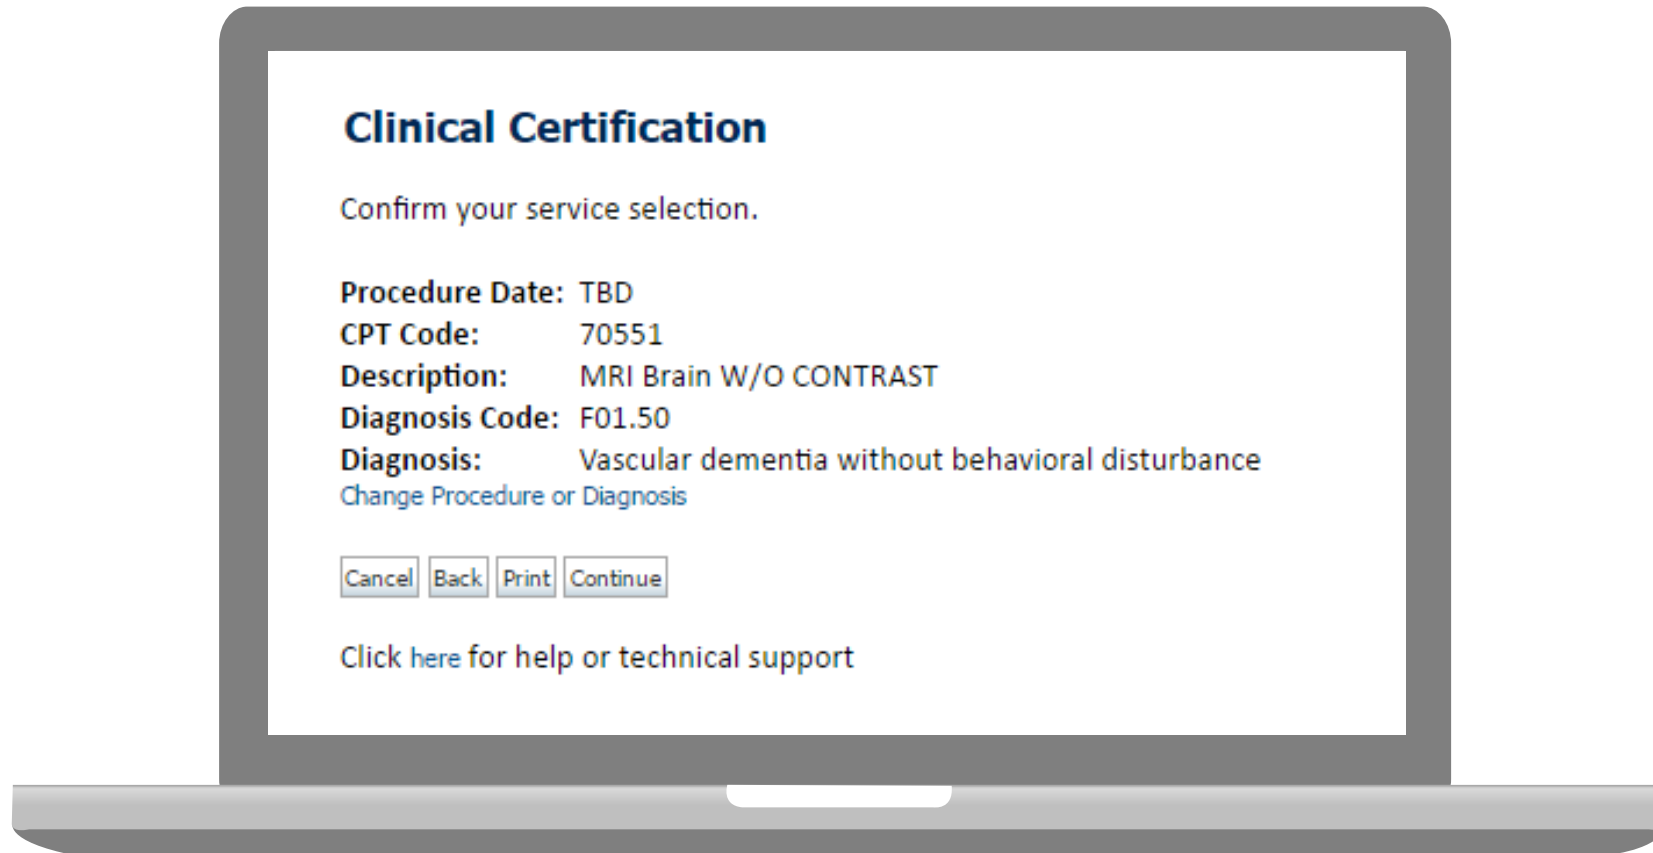 Clinical Certification
Confirm your service selection.
Procedure Date: TBD
CPT Code: 70551
Description: MRI Brain W/O CONTRAST
Diagnosis Code: F01.50
Diagnosis: Vascular dementia without behavioral disturbance
Change Procedure or Diagnosis
Cancel Back Print Continue
Click here for help or technical support